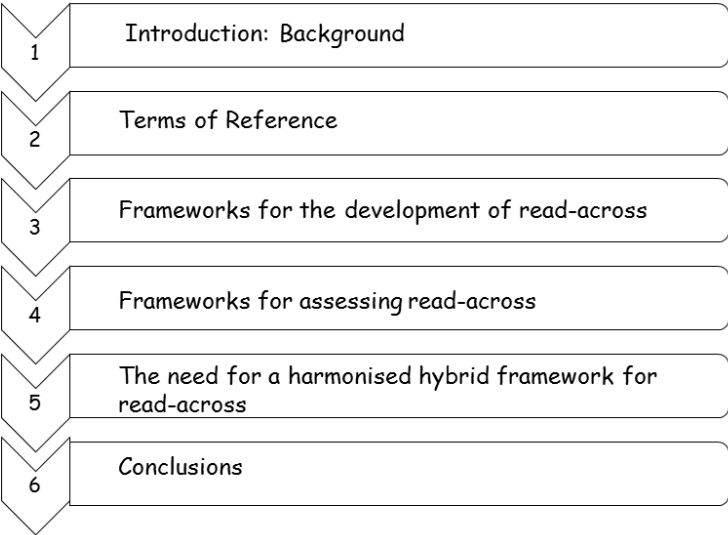 1
Introduction: Background
2
Terms of Reference
3
Frameworks for the development of read-across
4
Frameworks for assessing read-across
5
The need for a harmonised hybrid framework for
read-across
6
Conclusions